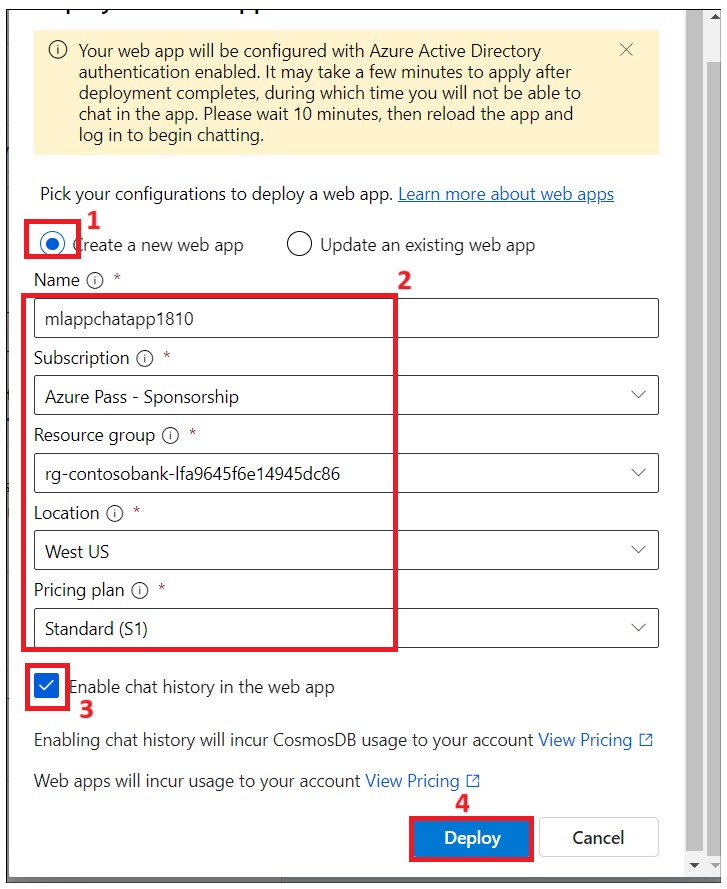 Your web app will be configured with Azure Active Directory
authentication enabled. It may take a few minutes to apply after
deployment completes, during which time you will not be able to
chat in the app. Please wait 10 minutes, then reload the app and
log in to begin chatting.
Pick your configurations to deploy a web app. Learn more about web apps
1
Create a new web app Update an existing web app
Name * 2
mlappchatapp1810
Subscription *
Azure Pass - Sponsorship
Resource group *
rg-contosobank-lfa9645f6e14945dc86
Location *
West US
Pricing plan *
Standard (S1)
Enable chat history in the web app
3
Enabling chat history will incur CosmosDB usage to your account View Pricing
Web apps will incur usage to your account View Pricing
4
Deploy Cancel